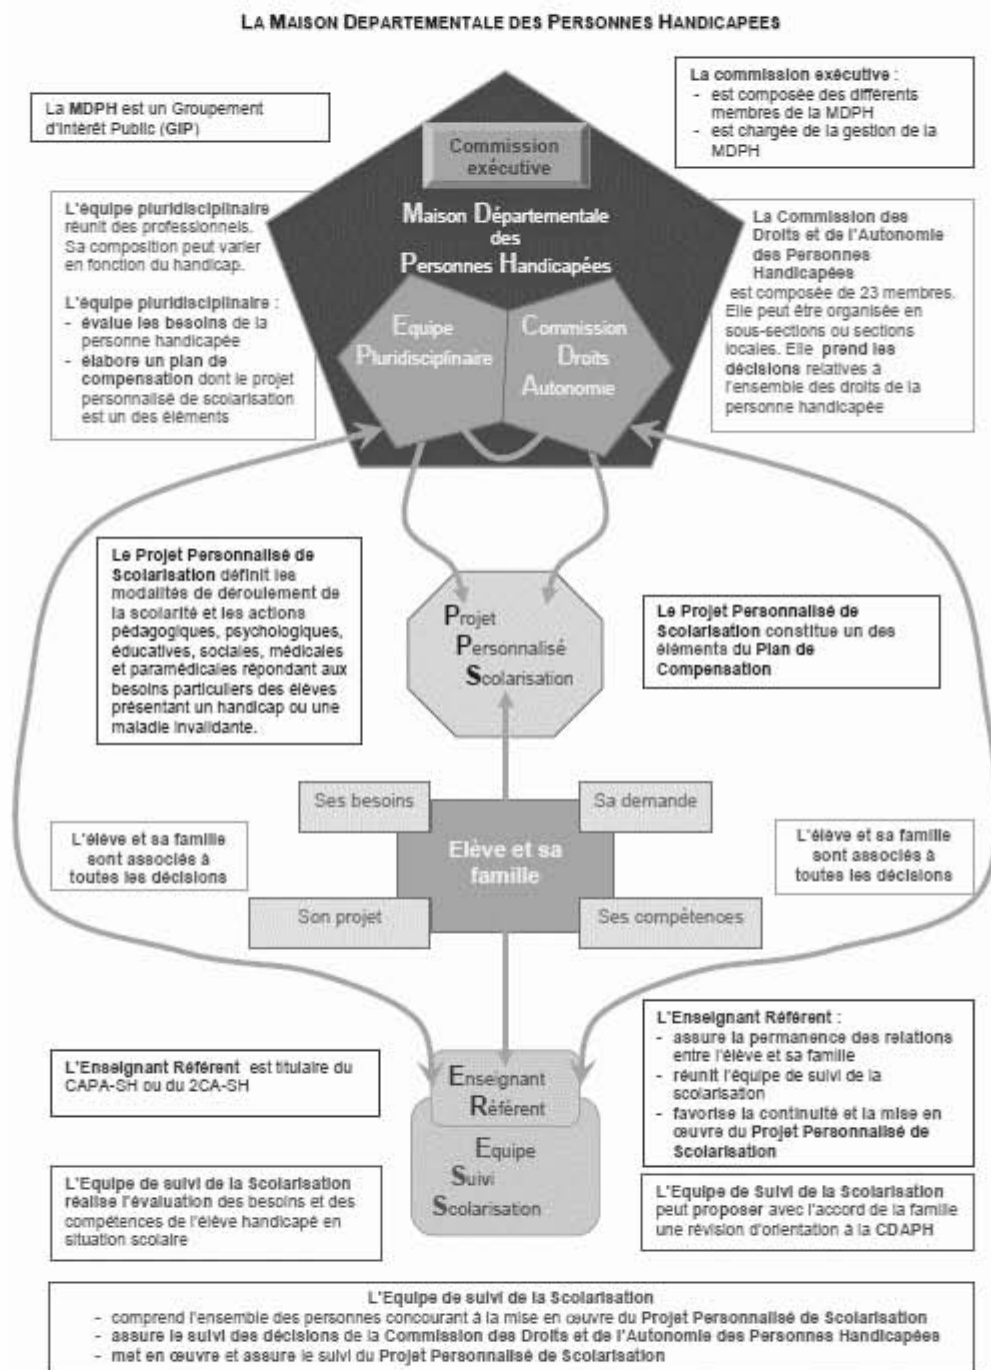 LA MAISON DEPARTEMENTALE DES PERSONNES HANDICAPEES
La MDPH est un Groupement
d'Intérêt Public (GIP)
La commission exécutive :
- est composée des différents
membres de la MDPH
- est chargée de la gestion de la
MDPH
Commission
exécutive
Maison Départementale
des
Personnes Handicapées
L'équipe pluridisciplinaire
réunit des professionnels.
Sa composition peut varier
en fonction du handicap.
L'équipe pluridisciplinaire :
- évalue les besoins de la
personne handicapée
- élabore un plan de
compensation dont le projet
personnalisé de scolarisation
est un des éléments
La Commission des
Droits et de l'Autonomie
des Personnes
Handicapées
est composée de 23 membres.
Elle peut être organisée en
sous-sections ou sections
locales. Elle prend les
décisions relatives à
l'ensemble des droits de la
personne handicapée
Equipe
Pluridisciplinaire
Commission
Droits
Autonomie
Le Projet Personnalisé de
Scolarisation définit les
modalités de déroulement de
la scolarité et les actions
pédagogiques, psychologiques,
éducatives, sociales, médicales
et paramédicales répondant aux
besoins particuliers des élèves
présentant un handicap ou une
maladie invalidante.
Projet
Personnalisé
Scolarisation
Le Projet Personnalisé de
Scolarisation constitue un des
éléments du Plan de
Compensation
Ses besoins
Sa demande
Elève et sa
famille
Son projet
Ses compétences
L'élève et sa famille
sont associés à
toutes les décisions
L'élève et sa famille
sont associés à
toutes les décisions
L'Enseignant Référent est titulaire du
CAPA-SH ou du 2CA-SH
Enseignant
Référent
Equipe
Suivi
Scolarisation
L'Enseignant Référent :
- assure la permanence des relations
entre l'élève et sa famille
- réunit l'équipe de suivi de la
scolarisation
- favorise la continuité et la mise en
œuvre du Projet Personnalisé de
Scolarisation
L'Equipe de suivi de la Scolarisation
réalise l'évaluation des besoins et des
compétences de l'élève handicapé en
situation scolaire
L'Equipe de Suivi de la Scolarisation
peut proposer avec l'accord de la famille
une révision d'orientation à la CDAPH
L'Equipe de suivi de la Scolarisation
- comprend l'ensemble des personnes concourant à la mise en œuvre du Projet Personnalisé de Scolarisation
- assure le suivi des décisions de la Commission des Droits et de l'Autonomie des Personnes Handicapées
- met en œuvre et assure le suivi du Projet Personnalisé de Scolarisation